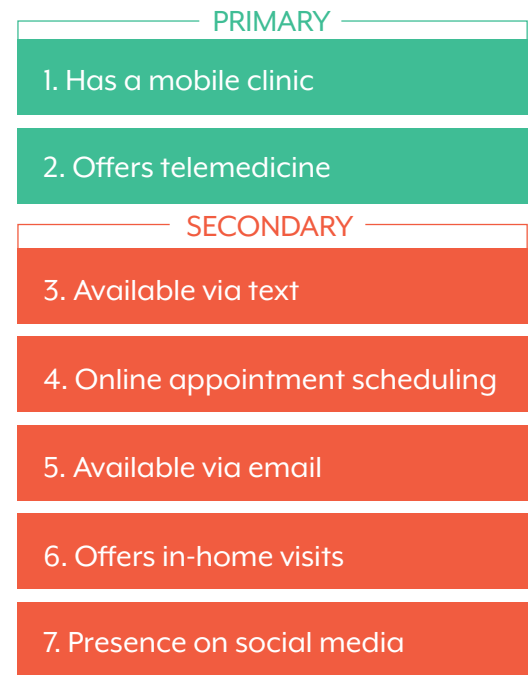 PRIMARY
1. Has a mobile clinic
2. Offers telemedicine
SECONDARY
3. Available via text
4. Online appointment scheduling
5. Available via email
6. Offers in-home visits
7. Presence on social media